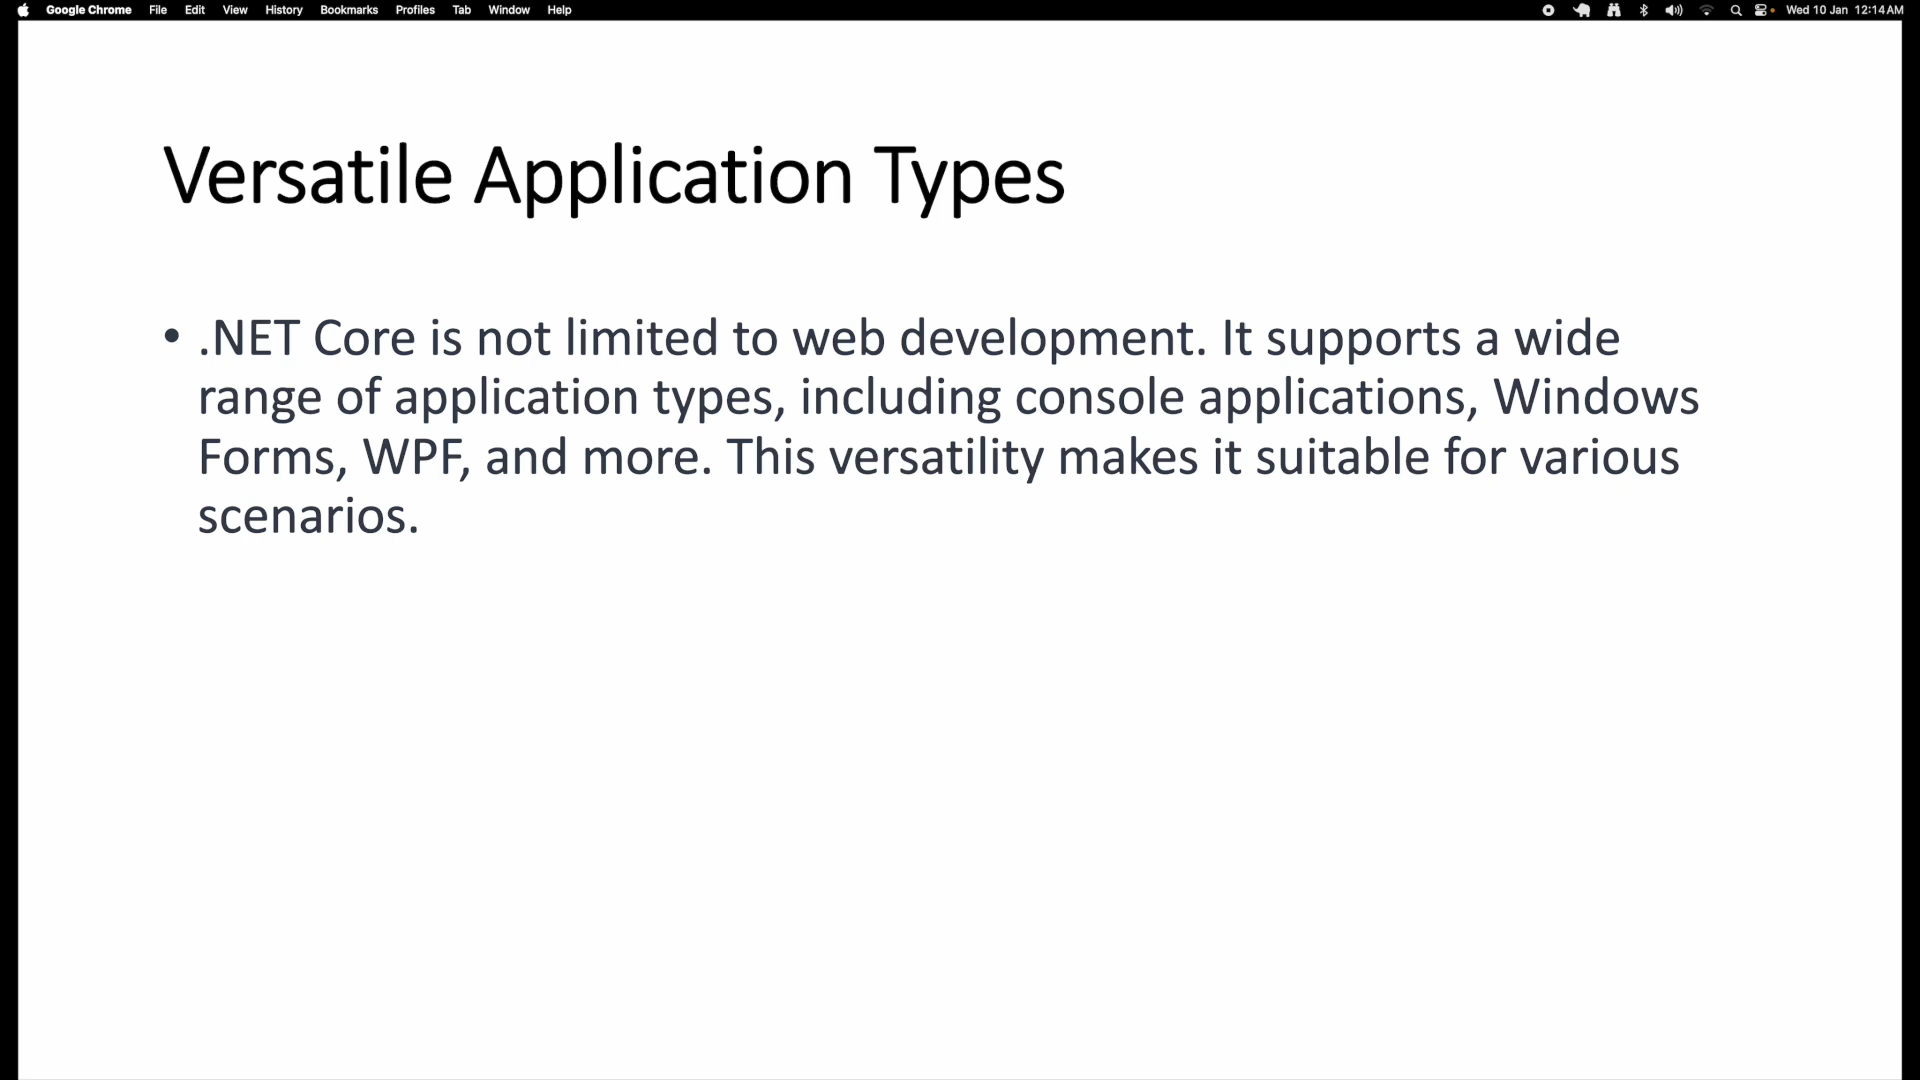 Google Chrome File Edit View History Bookmarks Profiles Tab Window Help Wed 10 Jan 12:14 AM
Versatile Application Types
• .NET Core is not limited to web development. It supports a wide
range of application types, including console applications, Windows
Forms, WPF, and more. This versatility makes it suitable for various
scenarios.